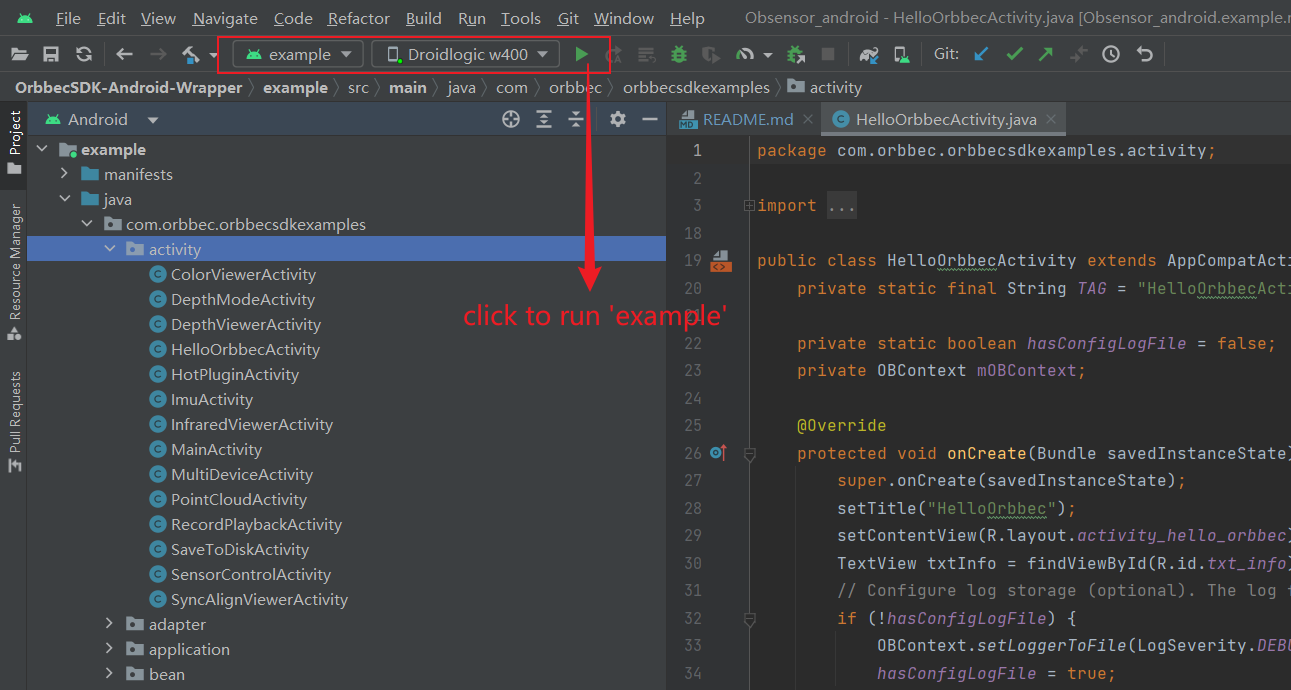 File Edit View Navigate Code Refactor Build Run Tools Git Window Help Obsensor_android - HelloOrbbecActivity.java [Obsensor_android.example.
example Droidlogic w400 Git:
OrbbecSDK-Android-Wrapper example src main java com orbbec orbbecsdkexamples activity
Project
Resource Manager
Pull Requests
Android
example
manifests
java
com.orbbec.orbbecsdkexamples
activity
ColorViewerActivity
DepthModeActivity
DepthViewerActivity
HelloOrbbecActivity
HotPluginActivity
ImuActivity
InfraredViewerActivity
MainActivity
MultiDeviceActivity
PointCloudActivity
RecordPlaybackActivity
SaveToDiskActivity
SensorControlActivity
SyncAlignViewerActivity
adapter
application
bean
click to run 'example'
README.md HelloOrbbecActivity.java
1 package com.orbbec.orbbecsdkexamples.activity;
2
3 import ...
18
19 public class HelloOrbbecActivity extends AppCompatActi
20 private static final String TAG = "HelloOrbbecActi
21
22 private static boolean hasConfigLogFile = false;
23 private OBContext mOBContext;
24
25 @Override
26 protected void onCreate(Bundle savedInstanceState)
27 super.onCreate(savedInstanceState);
28 setTitle("HelloOrbbec");
29 setContentView(R.layout.activity_hello_orbbec)
30 TextView txtInfo = findViewById(R.id.txt_info)
31 // Configure log storage (optional). The log
32 if (!hasConfigLogFile) {
33 OBContext.setLoggerToFile(LogSeverity.DEBU
34 hasConfigLogFile = true;